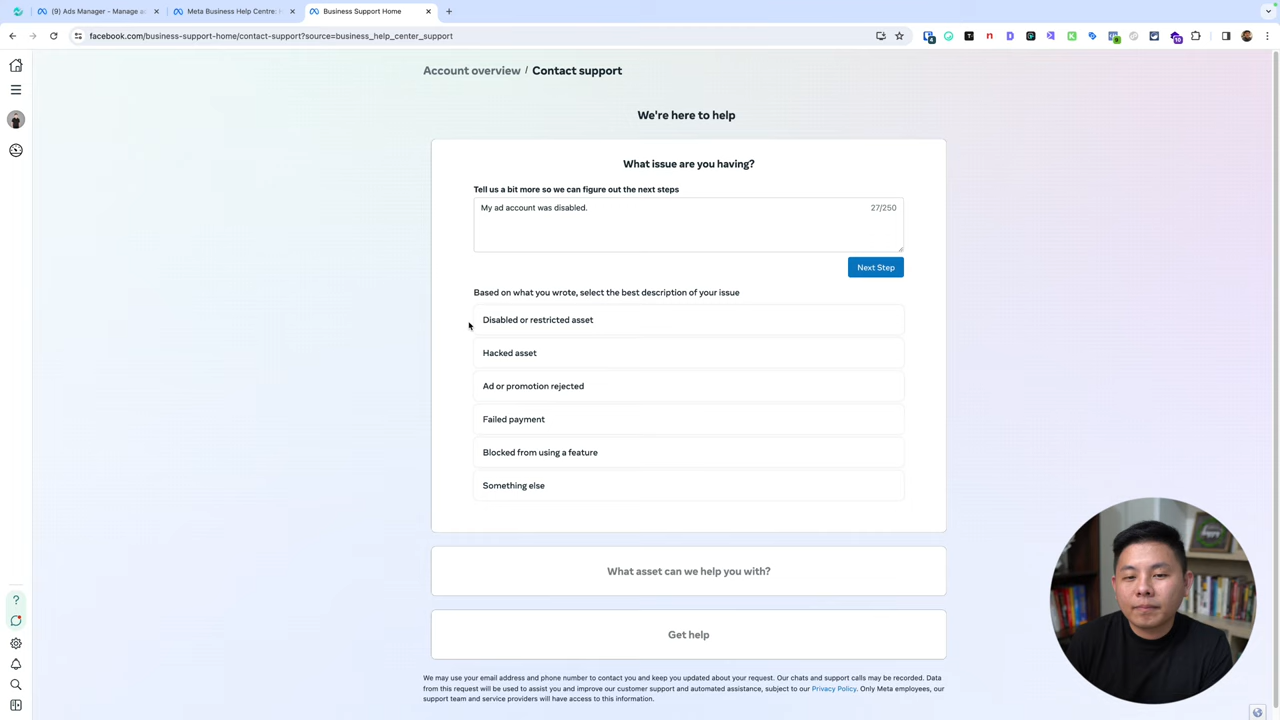 (9) Ads Manager - Manage a
Meta Business Help Centre:
Business Support Home
facebook.com/business-support-home/contact-support?source=business_help_center_support
Account overview / Contact support
We're here to help
What issue are you having?
Tell us a bit more so we can figure out the next steps
My ad account was disabled.
27/250
Next Step
Based on what you wrote, select the best description of your issue
Disabled or restricted asset
Hacked asset
Ad or promotion rejected
Failed payment
Blocked from using a feature
Something else
What asset can we help you with?
Get help
We may use your email address and phone number to contact you and keep you updated about your request. Our chats and support calls may be recorded. Data
from this request will be used to assist you and improve our customer support and automated assistance, subject to our Privacy Policy. Only Meta employees, our
support team and service providers will have access to this information.